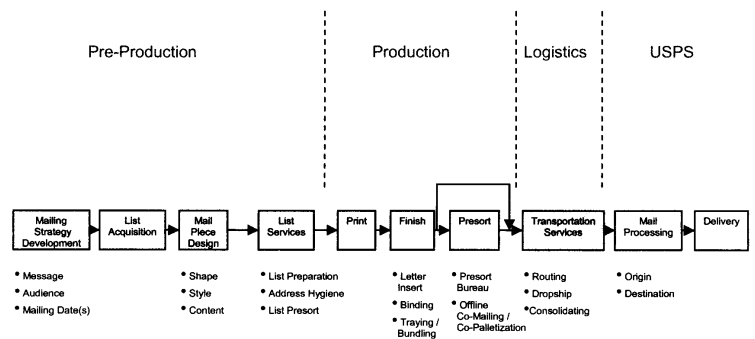 Pre-Production
Production
Logistics
USPS
Mailing
Strategy
Development
List
Acquisition
Mail
Piece
Design
List
Services
Print
Finish
Presort
Transportation
Services
Mail
Processing
Delivery
• Message
• Audience
• Mailing Date(s)
• Shape
• Style
• Content
• List Preparation
• Address Hygiene
• List Presort
• Letter
Insert
• Binding
• Traying /
Bundling
• Presort
Bureau
• Offline
Co-Mailing /
Co-Palletization
• Routing
• Dropship
•Consolidating
• Origin
• Destination